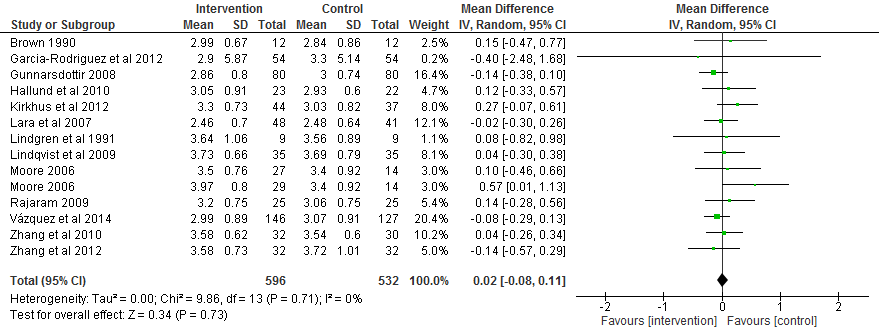 Intervention Control Mean Difference Mean Difference
Study or Subgroup Mean SD Total Mean SD Total Weight IV, Random, 95% CI IV, Random, 95% CI
Brown 1990 2.99 0.67 12 2.84 0.86 12 2.5% 0.15 [-0.47, 0.77]
Garcia-Rodriguez et al 2012 2.9 5.87 54 3.3 5.14 54 0.2% -0.40 [-2.48, 1.68]
Gunnarsdottir 2008 2.86 0.8 80 3 0.74 80 16.5% -0.14 [-0.38, 0.10]
Hallund et al 2010 3.05 0.91 23 2.93 0.6 22 4.7% 0.12 [-0.33, 0.57]
Kirkhus et al 2012 3.3 0.73 44 3.03 0.82 37 8.1% 0.27 [-0.07, 0.61]
Lara et al 2007 2.46 0.7 48 2.48 0.64 41 12.1% -0.02 [-0.30, 0.26]
Lindgren et al 1991 3.64 1.06 9 3.56 0.89 9 1.2% 0.08 [-0.82, 0.98]
Lindqvist et al 2009 3.73 0.66 35 3.69 0.79 35 8.1% 0.04 [-0.30, 0.38]
Moore 2006 3.5 0.76 27 3.4 0.92 14 3.0% 0.10 [-0.46, 0.66]
Moore 2006 3.97 0.8 29 3.4 0.92 14 3.0% 0.57 [0.01, 1.13]
Rajaram 2009 3.2 0.75 25 3.06 0.75 25 5.4% 0.14 [-0.28, 0.56]
Vázquez et al 2014 2.99 0.89 146 3.07 0.91 127 20.4% -0.08 [-0.29, 0.13]
Zhang et al 2010 3.58 0.62 32 3.54 0.6 30 9.9% 0.04 [-0.26, 0.34]
Zhang et al 2012 3.58 0.73 32 3.72 1.01 32 5.0% -0.14 [-0.57, 0.29]
Total (95% CI) 596 532 100.0% 0.02 [-0.08, 0.11]
Heterogeneity: Tau² = 0.00; Chi² = 9.86, df = 13 (P = 0.71); I² = 0%
Test for overall effect: Z = 0.34 (P = 0.73)
-2 -1 0 1 2
Favours [intervention] Favours [control]